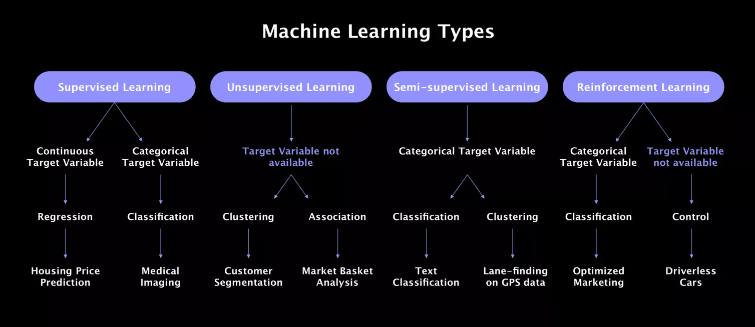 Machine Learning Types
Supervised Learning
Unsupervised Learning
Semi-supervised Learning
Reinforcement Learning
Continuous
Target Variable
Categorical
Target Variable
Target Variable not
available
Categorical Target Variable
Categorical
Target Variable
Target Variable
not available
Regression
Classification
Clustering
Association
Classification
Clustering
Classification
Control
Housing Price
Prediction
Medical
Imaging
Customer
Segmentation
Market Basket
Analysis
Text
Classification
Lane-finding
on GPS data
Optimized
Marketing
Driverless
Cars